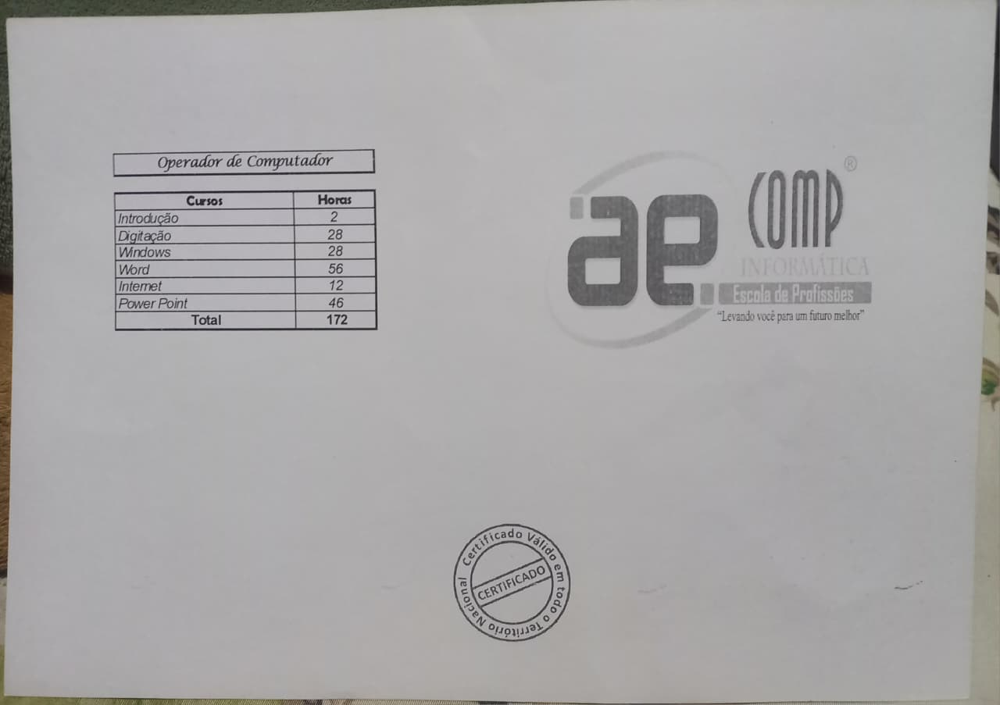 Operador de Computador
Cursos Horas
Introdução 2
Digitação 28
Windows 28
Word 56
Internet 12
Power Point 46
Total 172
ae COMP ®
INFORMÁTICA
Escola de Profissões
“Levando você para um futuro melhor”
Certificado Válido em todo o Território Nacional
CERTIFICADO